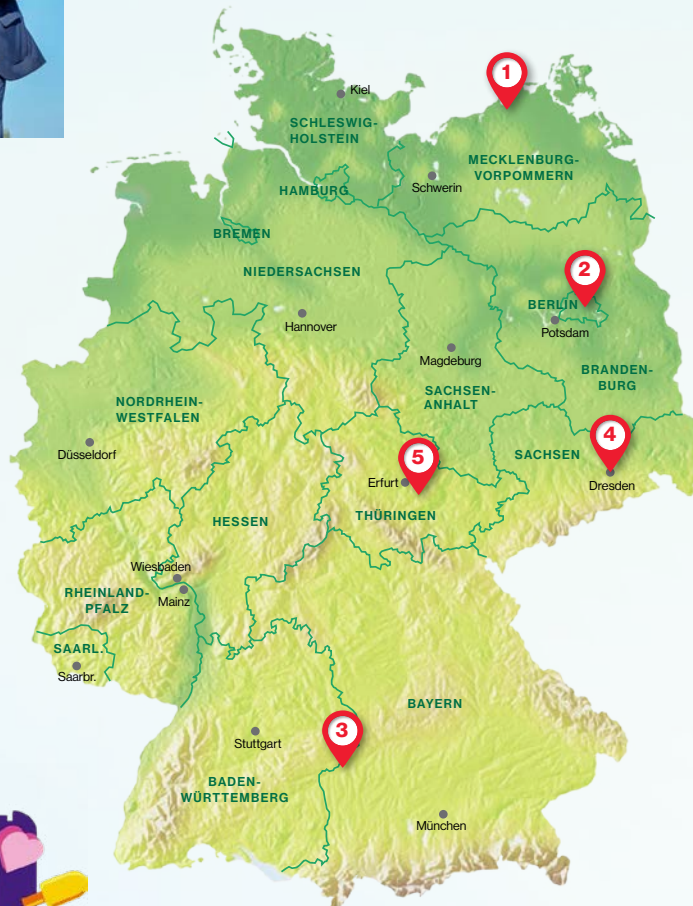 1
Kiel
SCHLESWIG-
HOLSTEIN
MECKLENBURG-
VORPOMMERN
Schwerin
HAMBURG
BREMEN
NIEDERSACHSEN
2
BERLIN
Potsdam
Hannover
Magdeburg
BRANDEN-
BURG
SACHSEN-
ANHALT
NORDRHEIN-
WESTFALEN
Düsseldorf
4
SACHSEN
Dresden
5
Erfurt
THÜRINGEN
HESSEN
Wiesbaden
Mainz
RHEINLAND-
PFALZ
SAARL.
Saarbr.
BAYERN
3
Stuttgart
BADEN-
WÜRTTEMBERG
München